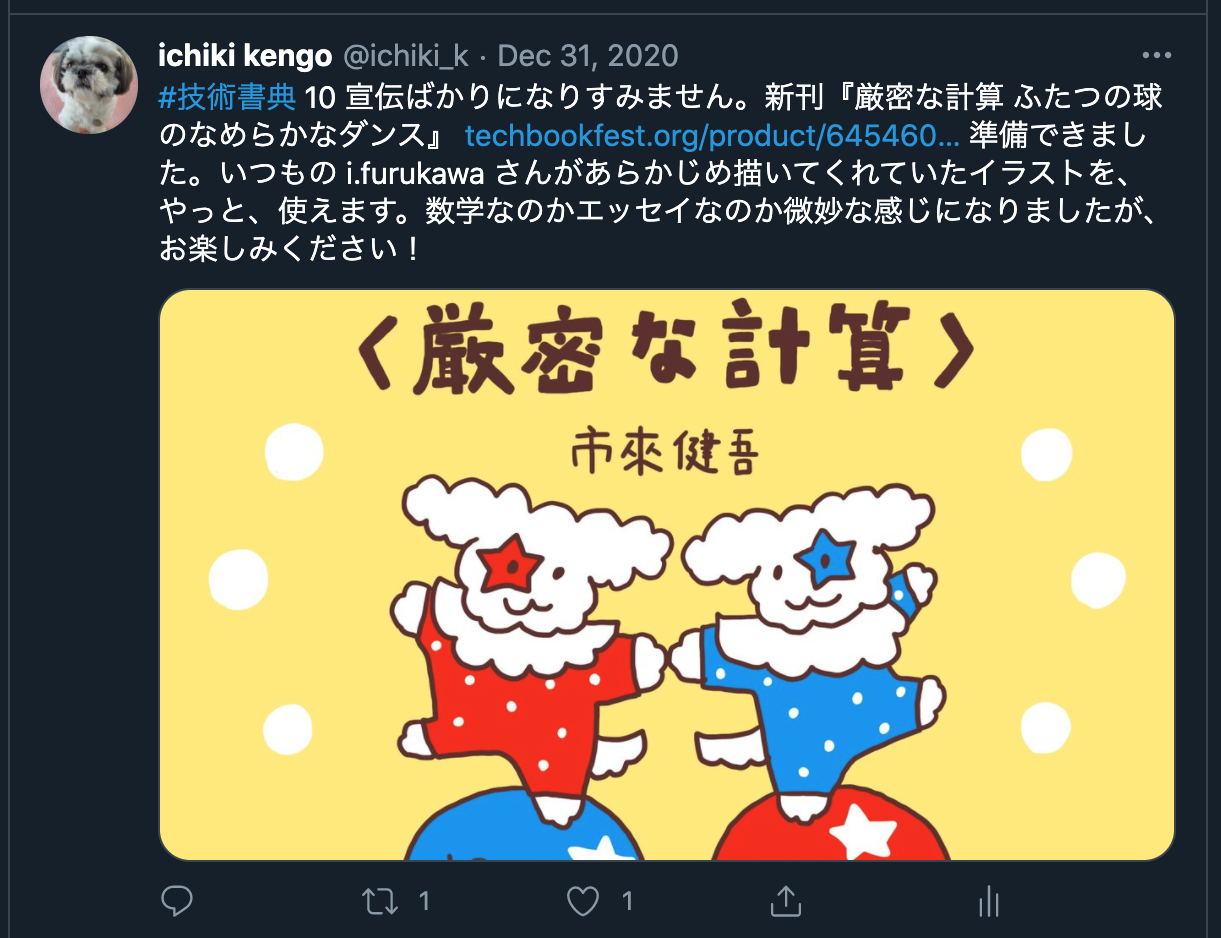 ichiki kengo @ichiki_k · Dec 31, 2020
#技術書典 10 宣伝ばかりになりすみません。新刊『厳密な計算 ふたつの球
のなめらかなダンス』 techbookfest.org/product/645460... 準備できまし
た。いつもの i.furukawa さんがあらかじめ描いてくれていたイラストを、
やっと、使えます。数学なのかエッセイなのか微妙な感じになりましたが、
お楽しみください！
〈厳密な計算〉
市來健吾
1 1